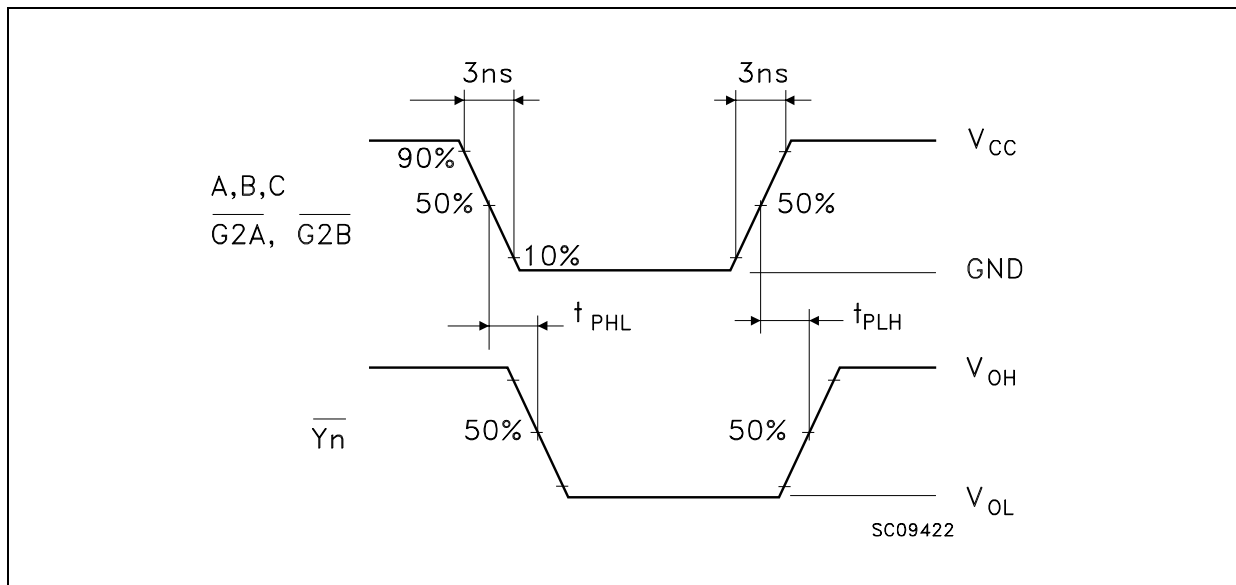 3ns 3ns
V CC
90%
A,B,C
50% 50%
G2A, G2B
10%
GND
t PHL t PLH
V OH
50% 50%
Yn
V OL
SC09422